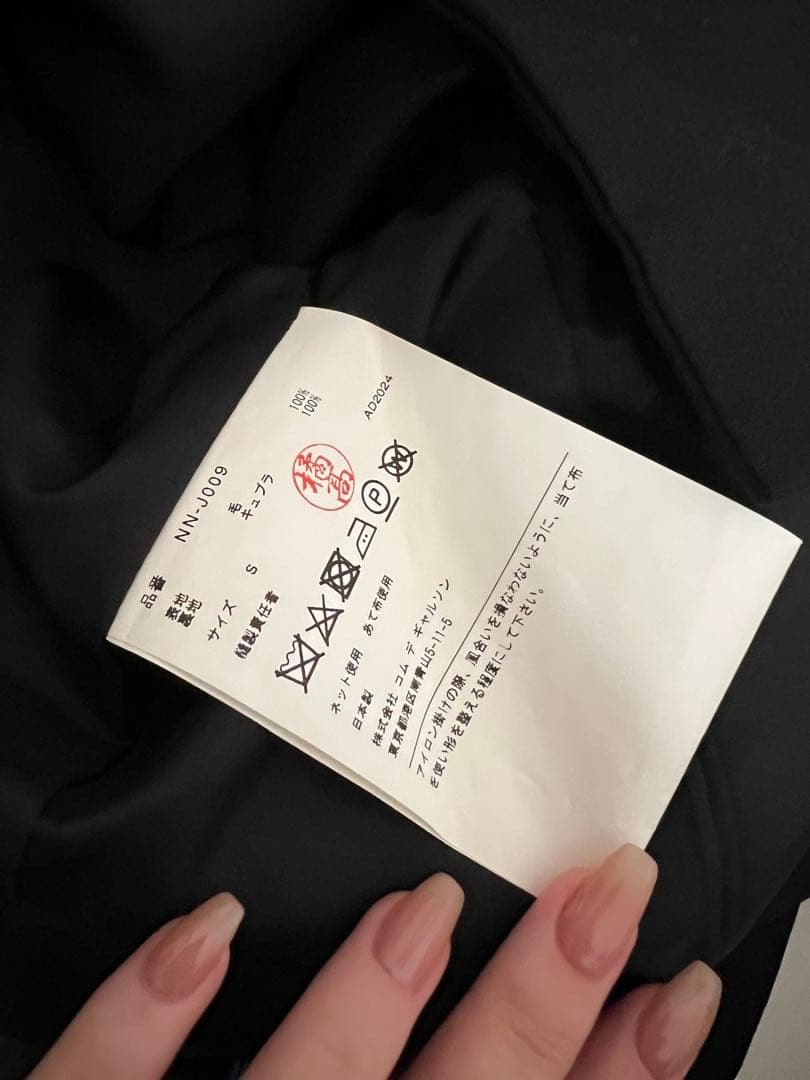 品番 NN-J009
表地 毛 100%
裏地 キュプラ 100%
サイズ S
縫製責任者 橘高
AD2024
P
W
ネット使用 あて布使用
日本製
株式会社 コム デ ギャルソン
東京都港区南青山5-11-5
アイロン掛けの際、風合いを損なわないように、当て布
を使い形を整える程度にして下さい。